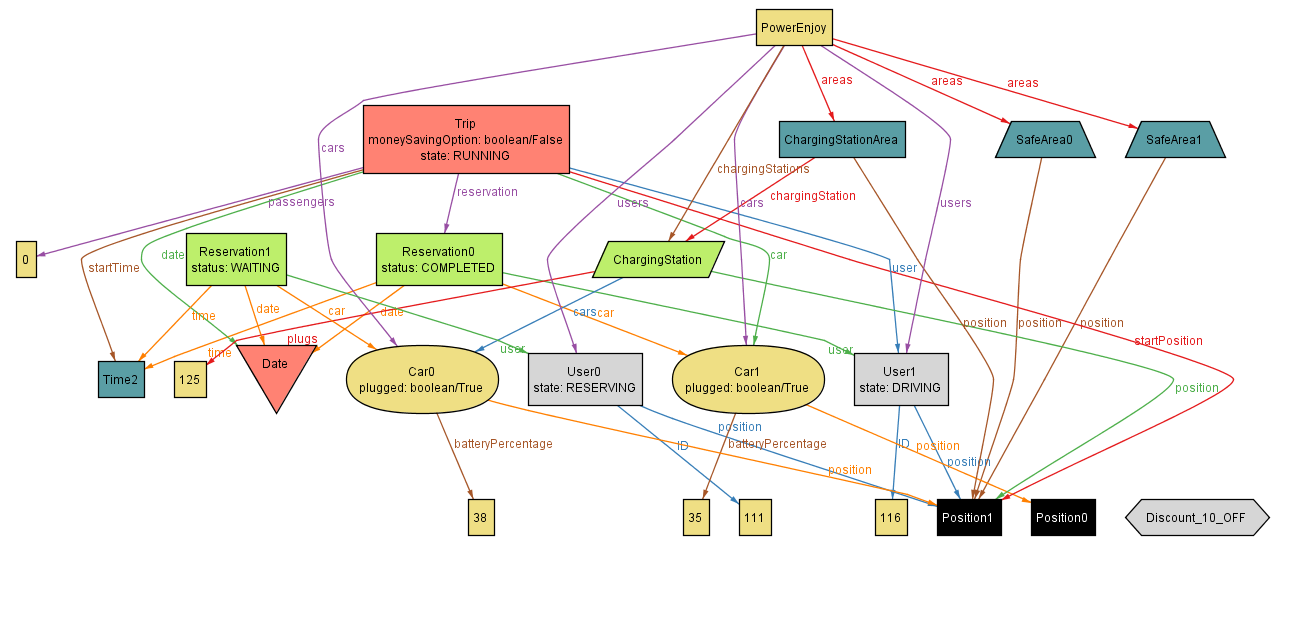 PowerEnjoy
areas
areas
areas
Trip
moneySavingOption: boolean/False
state: RUNNING
ChargingStationArea
SafeArea0
SafeArea1
cars
chargingStations
reservation
chargingStation
passengers
users
cars
users
0
Reservation1
status: WAITING
Reservation0
status: COMPLETED
ChargingStation
date
car
startTime
user
time
date
car
date
cars
car
position
position
position
plugs
time
user
user
startPosition
Time2
125
Date
Car0
plugged: boolean/True
User0
state: RESERVING
Car1
plugged: boolean/True
User1
state: DRIVING
position
batteryPercentage
position
ID
batteryPercentage
ID
position
position
position
38
35
111
116
Position1
Position0
Discount_10_OFF